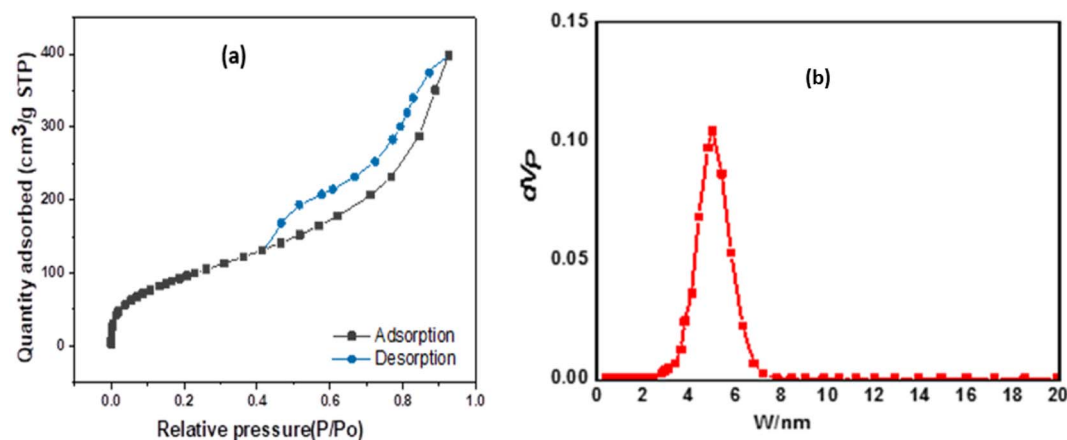 (a)
Quantity adsorbed (cm³/g STP)
400
300
200
100
0
0.0 0.2 0.4 0.6 0.8 1.0
Relative pressure(P/Po)
Adsorption
Desorption
(b)
dVP
0.15
0.10
0.05
0.00
0 2 4 6 8 10 12 14 16 18 20
W/nm